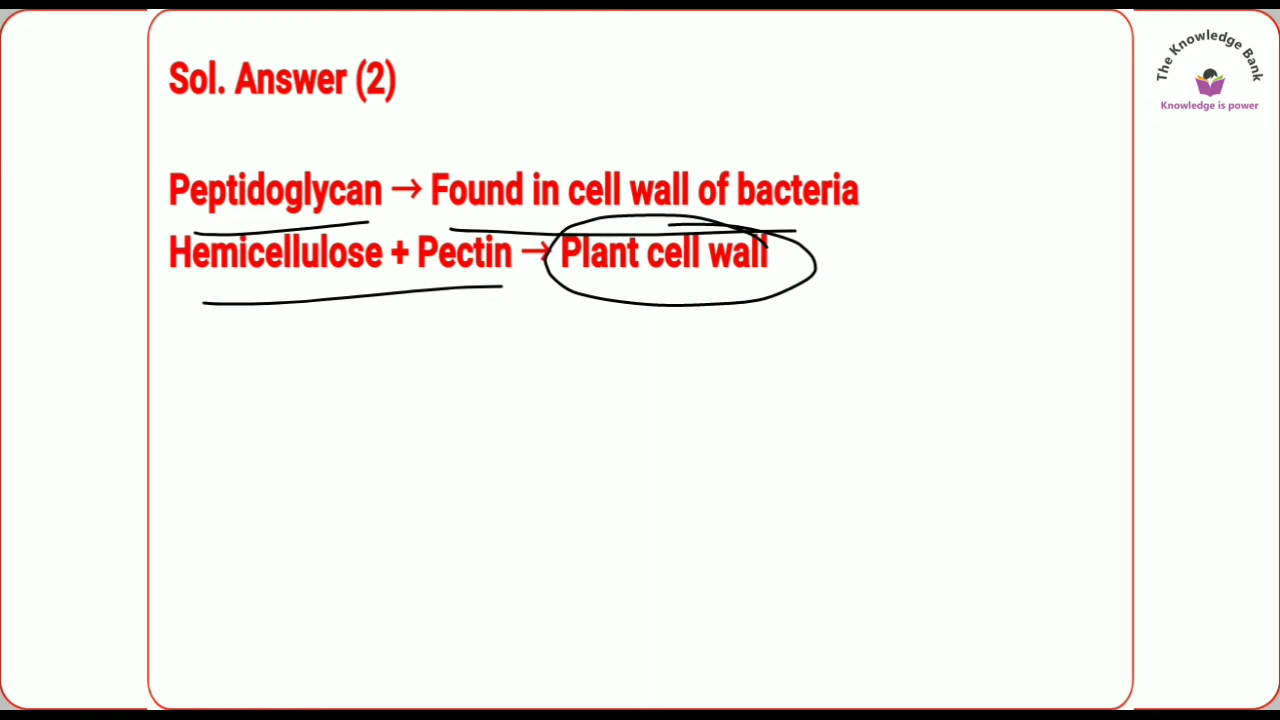 Sol. Answer (2)
The Knowledge Bank
Knowledge is power
Peptidoglycan → Found in cell wall of bacteria
Hemicellulose + Pectin → Plant cell wall